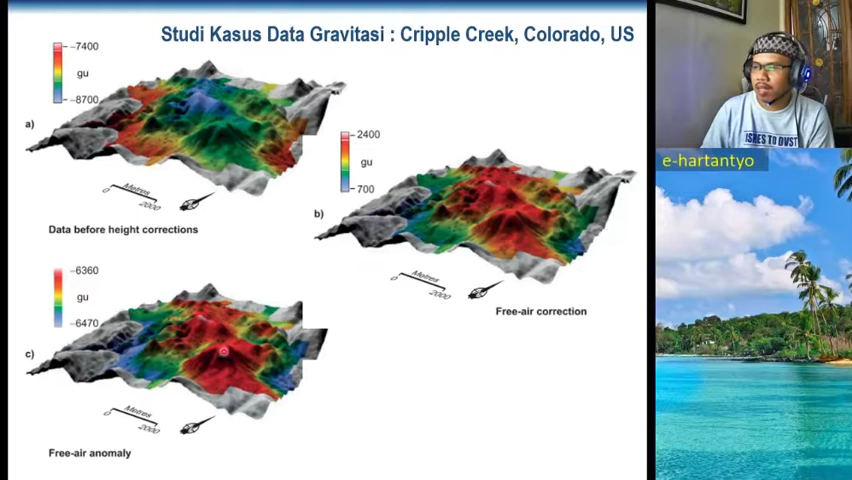 Studi Kasus Data Gravitasi : Cripple Creek, Colorado, US
–7400
gu
–8700
a)
Metres
0
2000
Data before height corrections
2400
gu
700
b)
Metres
0
2000
Free-air correction
–6360
gu
–6470
c)
Metres
0
2000
Free-air anomaly
e-hartantyo